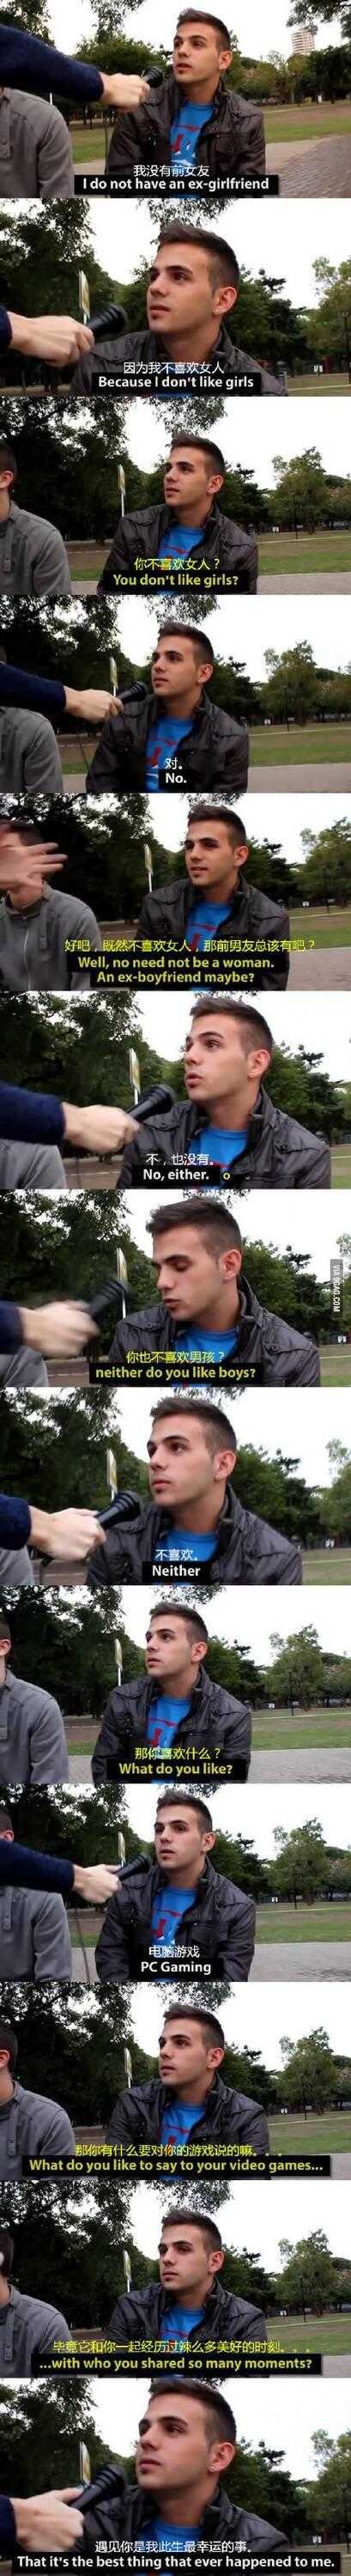 我没有前女友
I do not have an ex-girlfriend
因为我不喜欢女人
Because I don't like girls
你不喜欢女人？
You don't like girls?
对。
No.
好吧，既然不喜欢女人，那前男友总该有吧？
Well, no need not be a woman.
An ex-boyfriend maybe?
不，也没有。
No, either. o
VIA 9GAG.COM
你也不喜欢男孩？
neither do you like boys?
不喜欢。
Neither
那你喜欢什么？
What do you like?
电脑游戏
PC Gaming
那你有什么要对你的游戏说的嘛。。。
What do you like to say to your video games...
毕竟它和你一起经历过辣么多美好的时刻。。。
...with who you shared so many moments?
遇见你是我此生最幸运的事。
That it's the best thing that ever happened to me.